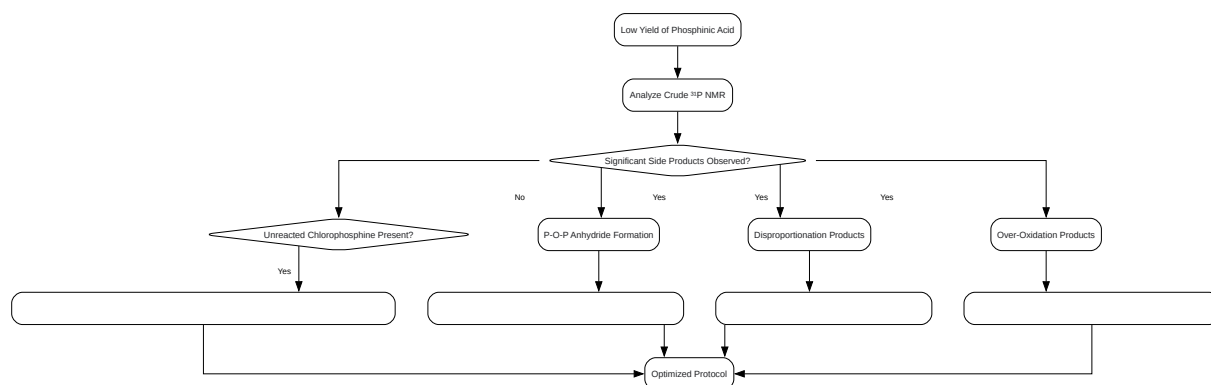 Low Yield of Phosphinic Acid
Analyze Crude ³¹P NMR
Significant Side Products Observed?
No
Yes
Yes
Yes
Unreacted Chlorophosphine Present?
P-O-P Anhydride Formation
Disproportionation Products
Over-Oxidation Products
Yes
Optimized Protocol